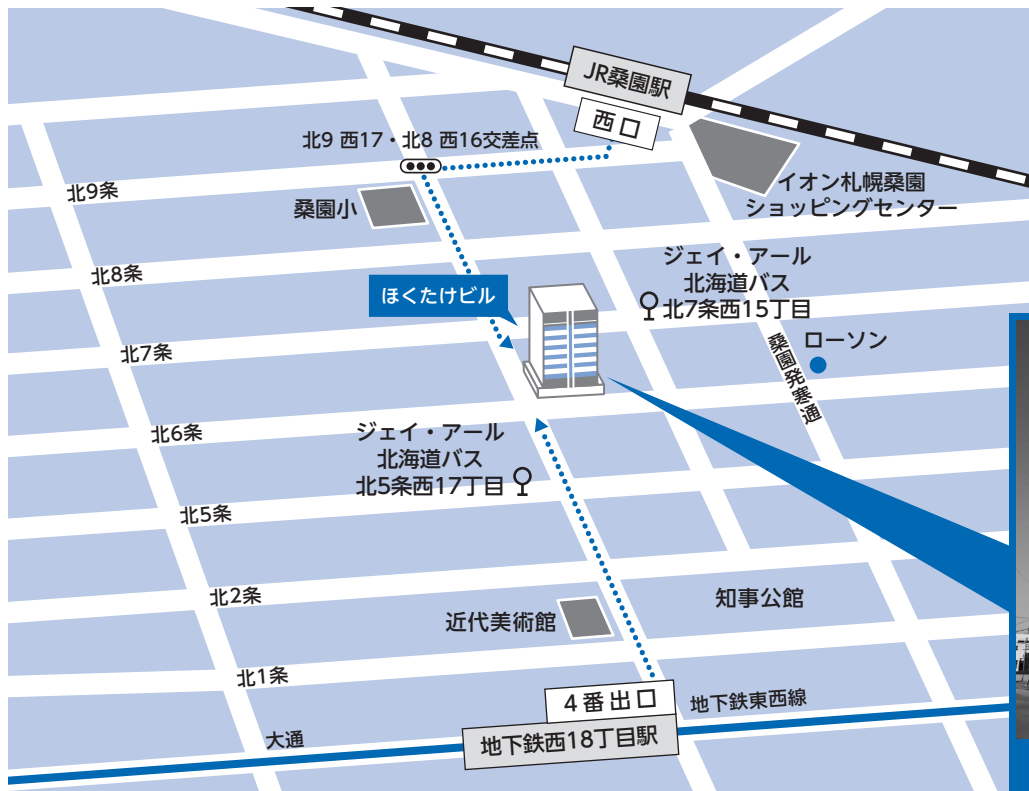 JR桑園駅
西口
北9 西17・北8 西16交差点
北9条
桑園小
イオン札幌桑園
ショッピングセンター
北8条
ジェイ・アール
北海道バス
北7条西15丁目
ほくたけビル
北7条
ローソン
桑園発寒通
北6条
ジェイ・アール
北海道バス
北5条西17丁目
北5条
北2条
知事公館
近代美術館
北1条
4番出口
地下鉄東西線
大通
地下鉄西18丁目駅